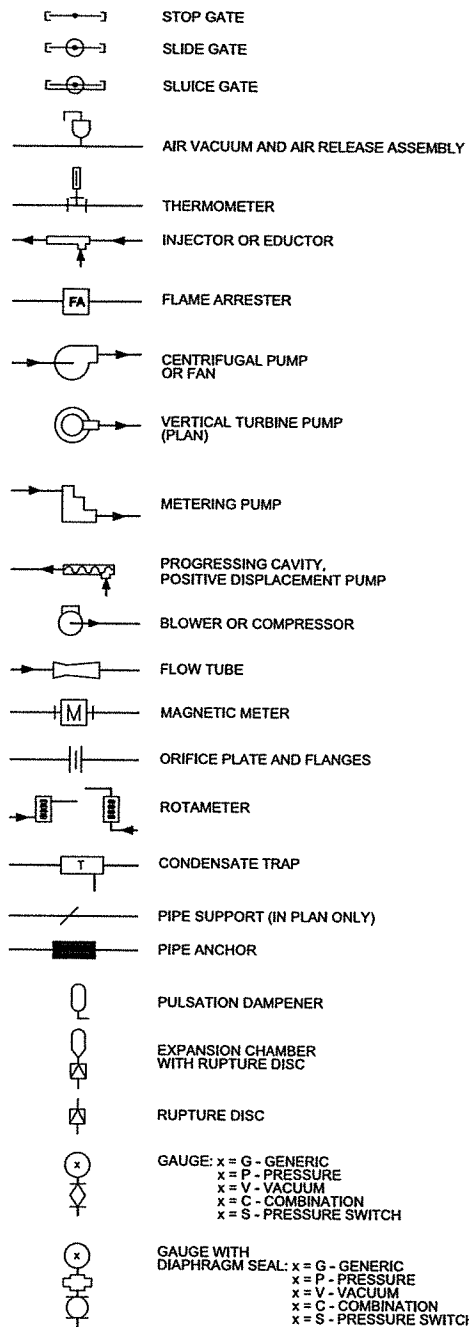 STOP GATE
SLIDE GATE
SLUICE GATE
AIR VACUUM AND AIR RELEASE ASSEMBLY
THERMOMETER
INJECTOR OR EDUCTOR
FA
FLAME ARRESTER
CENTRIFUGAL PUMP
OR FAN
VERTICAL TURBINE PUMP
(PLAN)
METERING PUMP
PROGRESSING CAVITY,
POSITIVE DISPLACEMENT PUMP
BLOWER OR COMPRESSOR
FLOW TUBE
M
MAGNETIC METER
ORIFICE PLATE AND FLANGES
ROTAMETER
T
CONDENSATE TRAP
PIPE SUPPORT (IN PLAN ONLY)
PIPE ANCHOR
PULSATION DAMPENER
EXPANSION CHAMBER
WITH RUPTURE DISC
RUPTURE DISC
x
GAUGE: x = G - GENERIC
x = P - PRESSURE
x = V - VACUUM
x = C - COMBINATION
x = S - PRESSURE SWITCH
x
GAUGE WITH
DIAPHRAGM SEAL: x = G - GENERIC
x = P - PRESSURE
x = V - VACUUM
x = C - COMBINATION
x = S - PRESSURE SWITCH